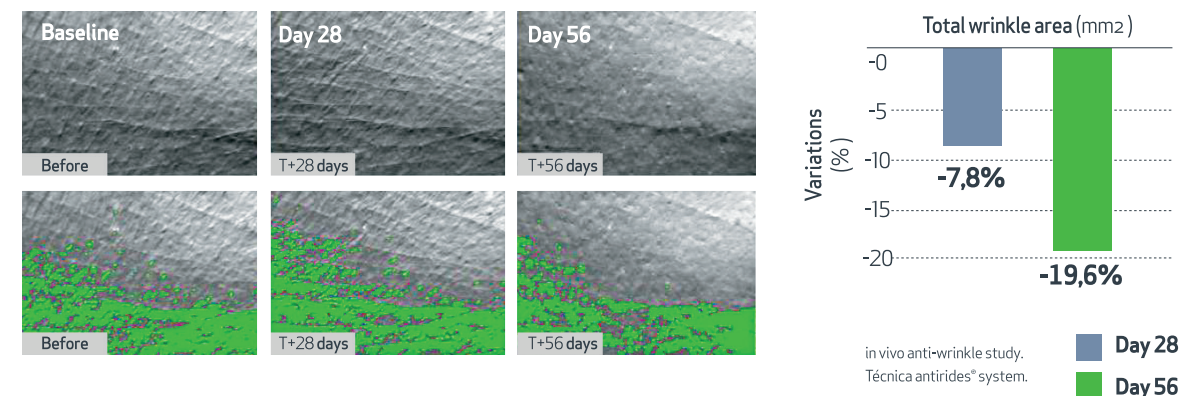 Baseline
Before
Day 28
T+28 days
Day 56
T+56 days
Before
T+28 days
T+56 days
Total wrinkle area (mm2)
Variations
(%)
-0
-5
-10
-15
-20
-7,8%
-19,6%
in vivo anti-wrinkle study.
Técnica antirides® system.
Day 28
Day 56